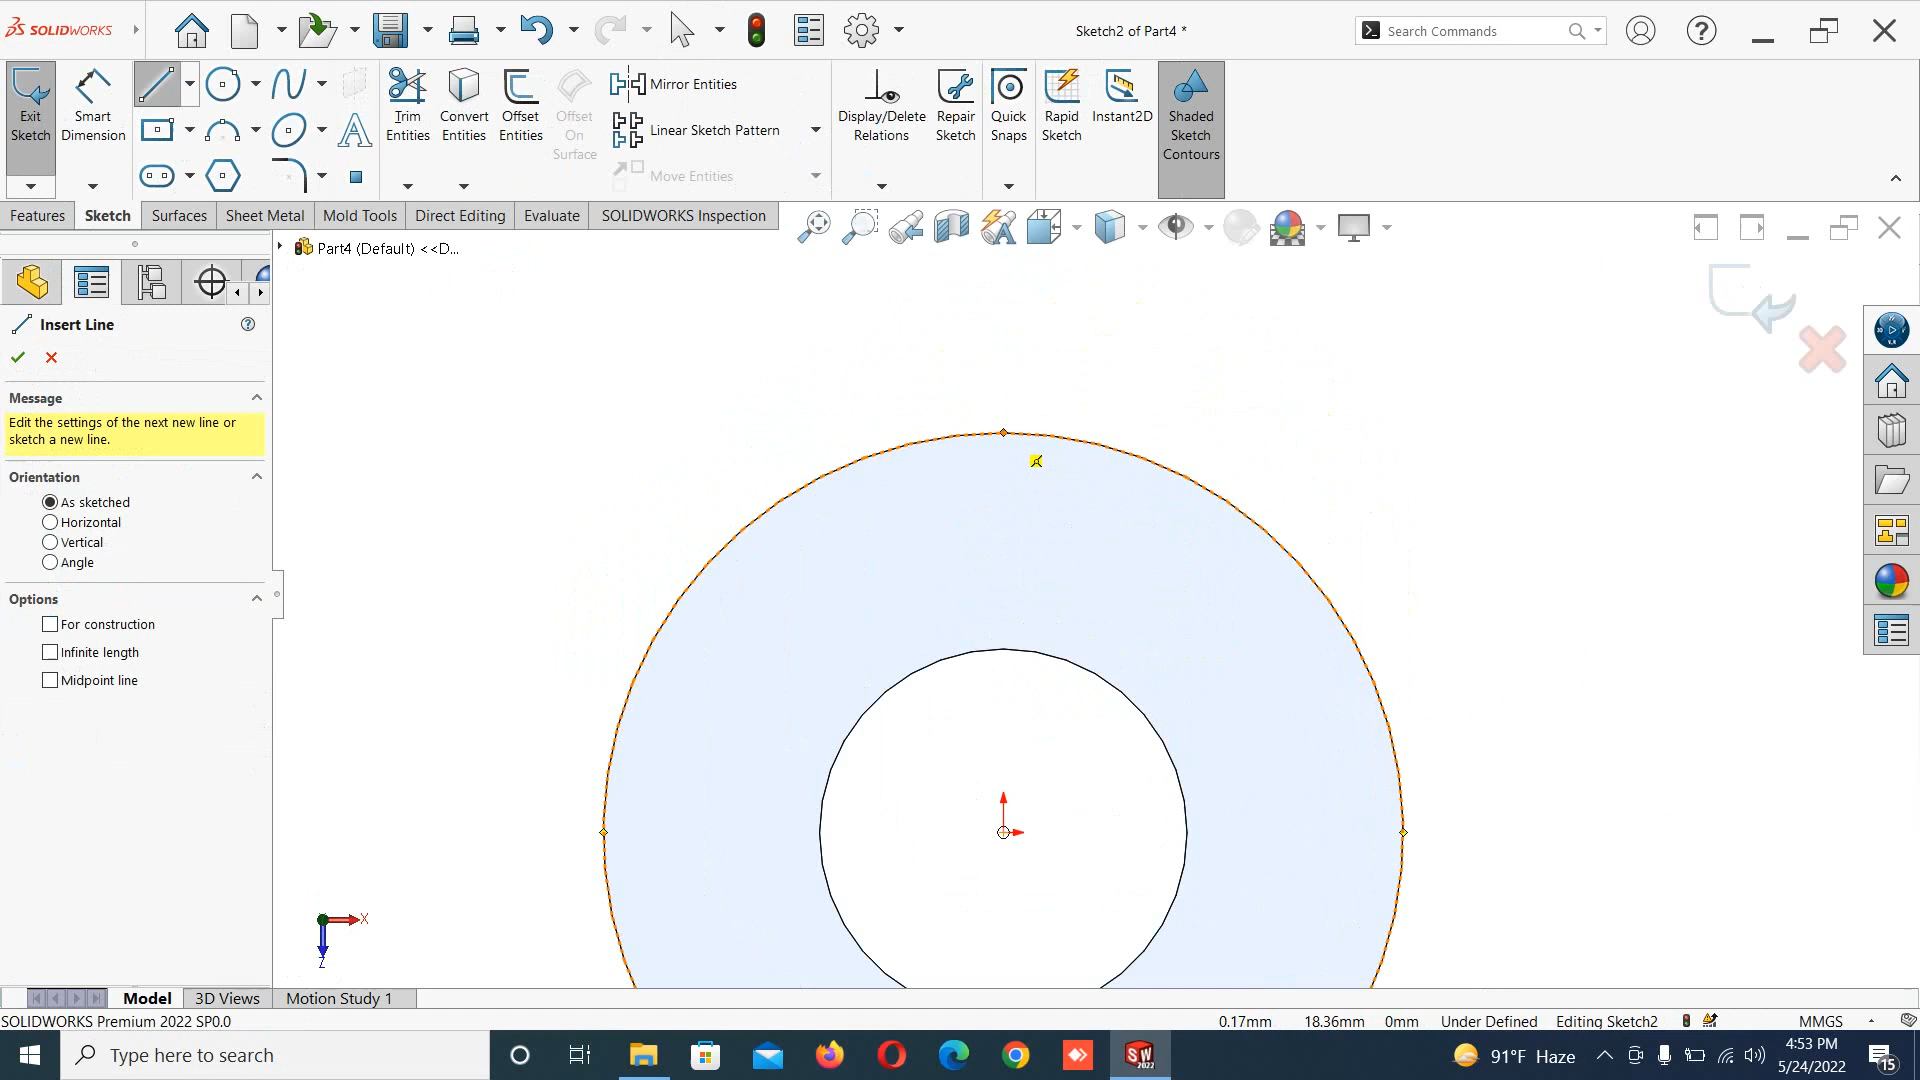 SOLIDWORKS
Sketch2 of Part4 *
Search Commands
Exit Sketch
Smart Dimension
Trim Entities
Convert Entities
Offset Entities
Offset On Surface
Mirror Entities
Linear Sketch Pattern
Move Entities
Display/Delete Relations
Repair Sketch
Quick Snaps
Rapid Sketch
Instant2D
Shaded Sketch Contours
Features
Sketch
Surfaces
Sheet Metal
Mold Tools
Direct Editing
Evaluate
SOLIDWORKS Inspection
Part4 (Default) <<D...
Insert Line
Message
Edit the settings of the next new line or
sketch a new line.
Orientation
As sketched
Horizontal
Vertical
Angle
Options
For construction
Infinite length
Midpoint line
X
Z
Model
3D Views
Motion Study 1
SOLIDWORKS Premium 2022 SP0.0
0.17mm
18.36mm
0mm
Under Defined
Editing Sketch2
MMGS
Type here to search
SW
2022
91°F Haze
4:53 PM
5/24/2022
15